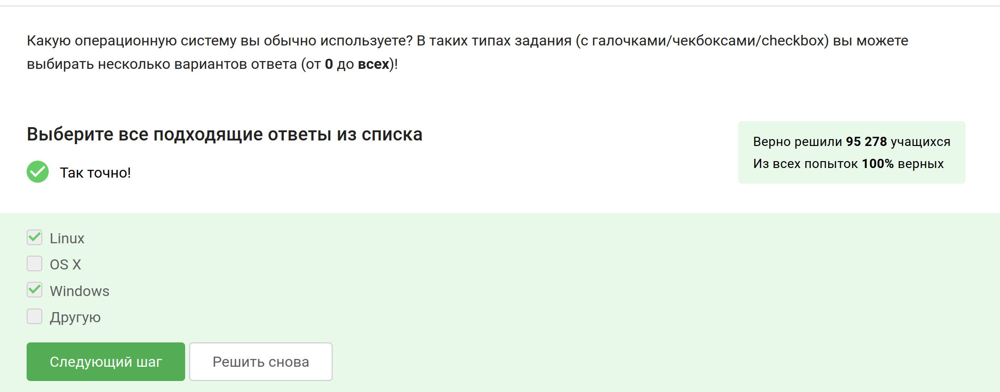 Какую операционную систему вы обычно используете? В таких типах задания (с галочками/чекбоксами/checkbox) вы можете
выбирать несколько вариантов ответа (от 0 до всех)!
Выберите все подходящие ответы из списка
Так точно!
Верно решили 95 278 учащихся
Из всех попыток 100% верных
Linux
OS X
Windows
Другую
Следующий шаг
Решить снова